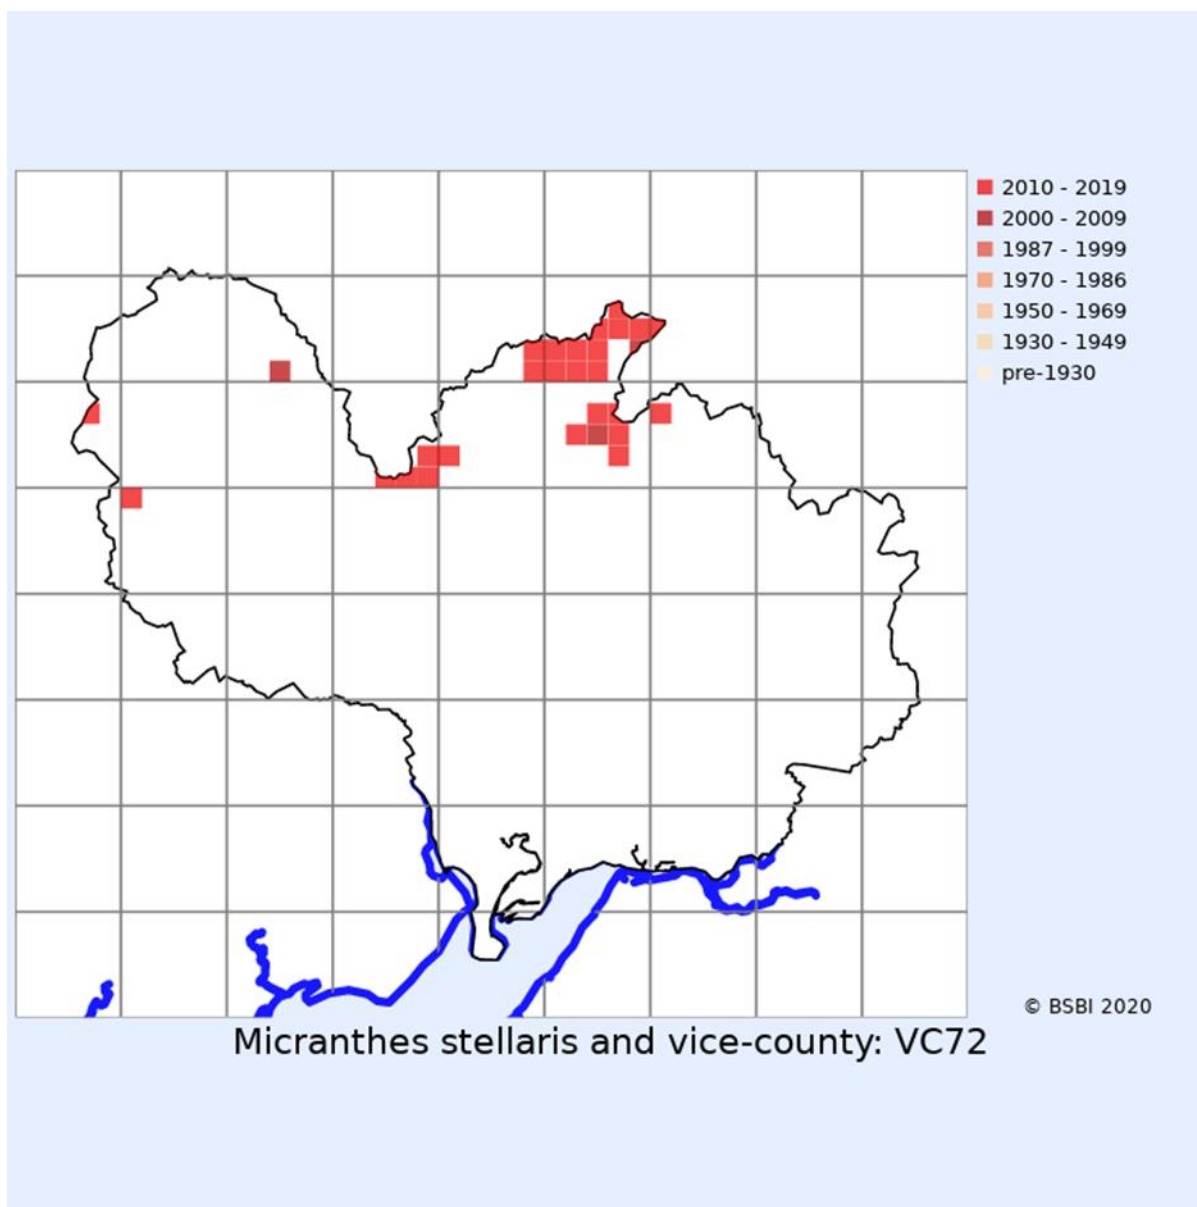 2010 - 2019
2000 - 2009
1987 - 1999
1970 - 1986
1950 - 1969
1930 - 1949
pre-1930
© BSBI 2020
Micranthes stellaris and vice-county: VC72